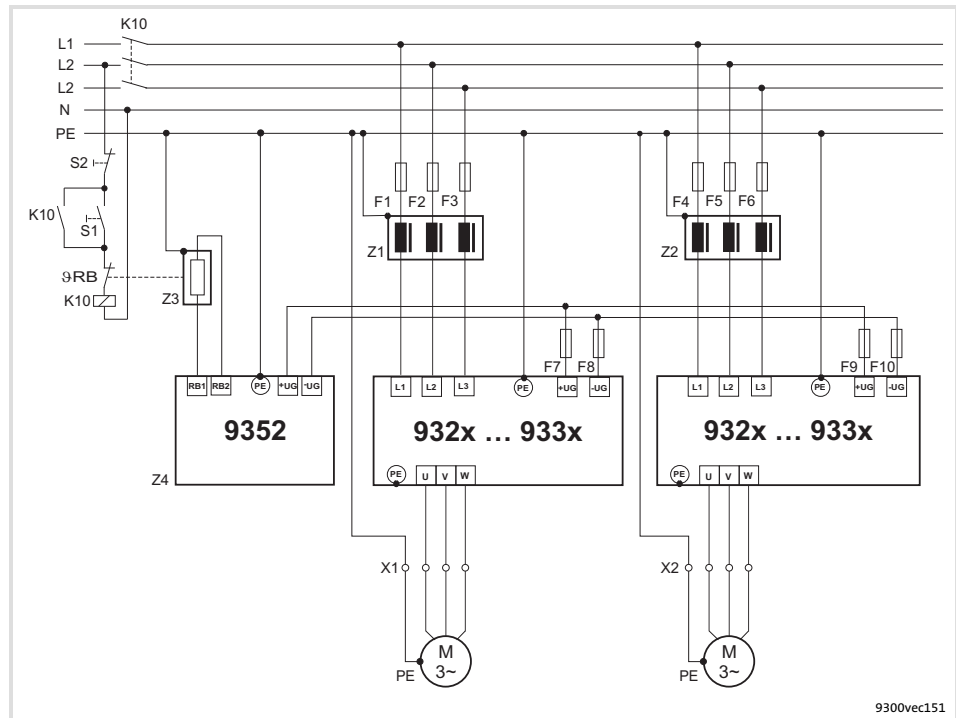 K10
L1
L2
L2
N
PE
S2
K10
S1
F1 F2 F3
F4 F5 F6
Z1
Z2
ϑRB
K10
Z3
F7 F8
F9 F10
RB1 RB2 PE +UG -UG
L1 L2 L3 PE +UG -UG
L1 L2 L3 PE +UG -UG
9352
932x ... 933x
932x ... 933x
Z4
PE U V W
PE U V W
X1
X2
M
3~
PE
M
3~
PE
9300vec151